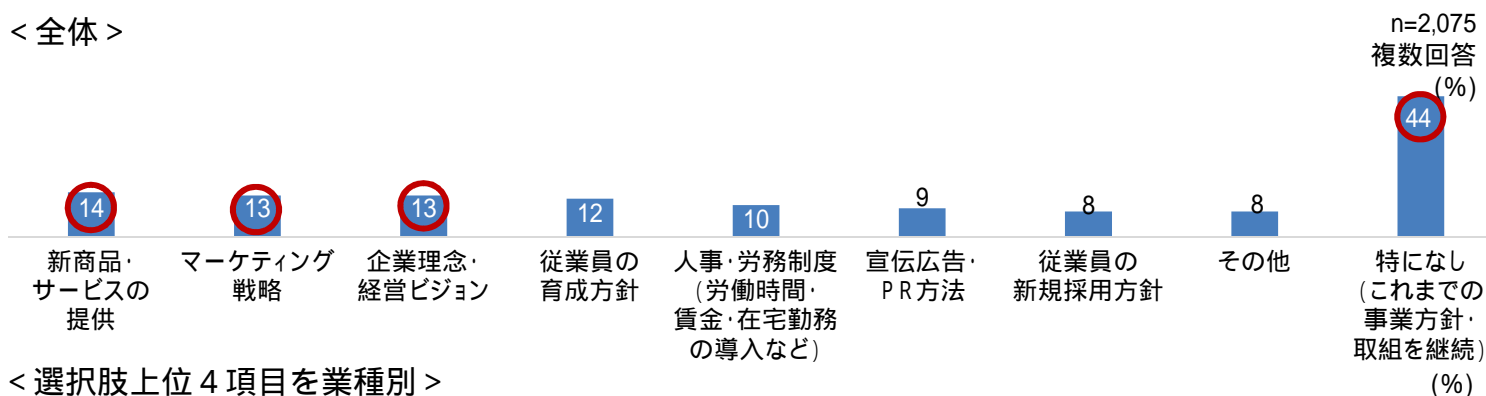 <全体>
n=2,075
複数回答
(%)
14
13
13
12
10
9
8
8
44
新商品・
サービスの
提供
マーケティング
戦略
企業理念・
経営ビジョン
従業員の
育成方針
人事・労務制度
(労働時間・
賃金・在宅勤務
の導入など)
宣伝広告・
PR方法
従業員の
新規採用方針
その他
特になし
(これまでの
事業方針・
取組を継続)
<選択肢上位4項目を業種別>
(%)